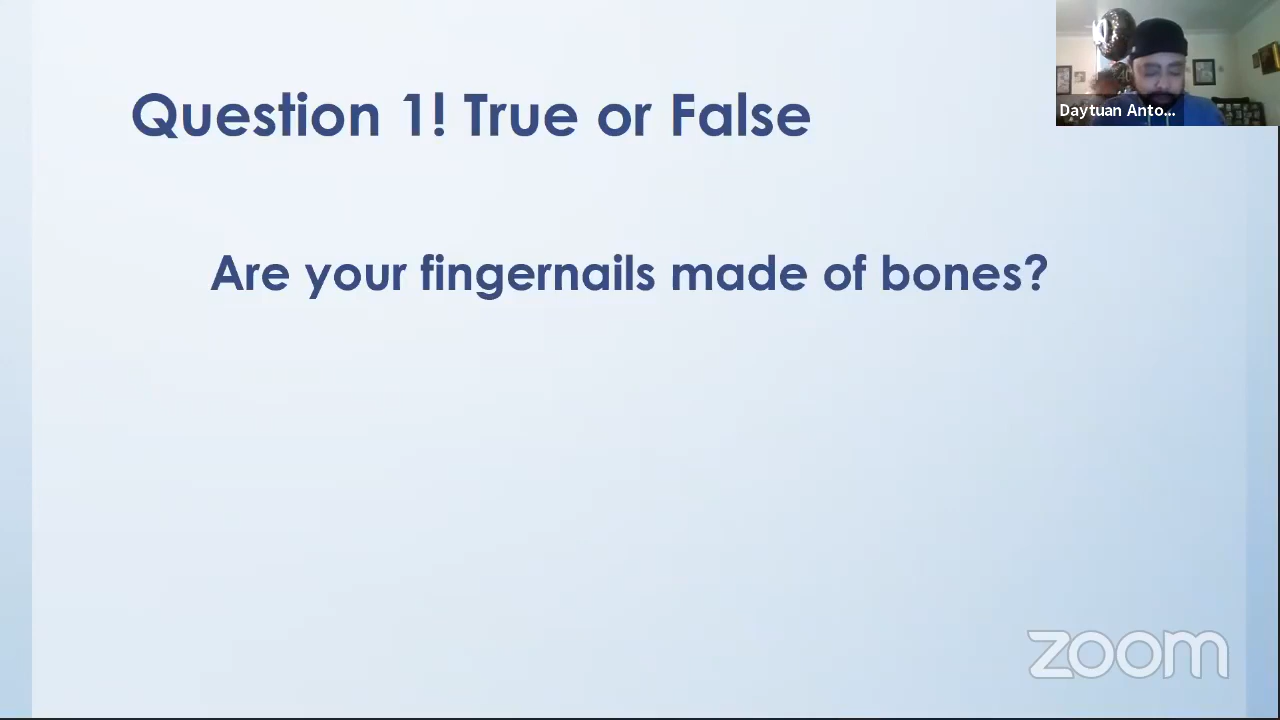 Question 1! True or False
Daytuan Anto...
Are your fingernails made of bones?
zoom